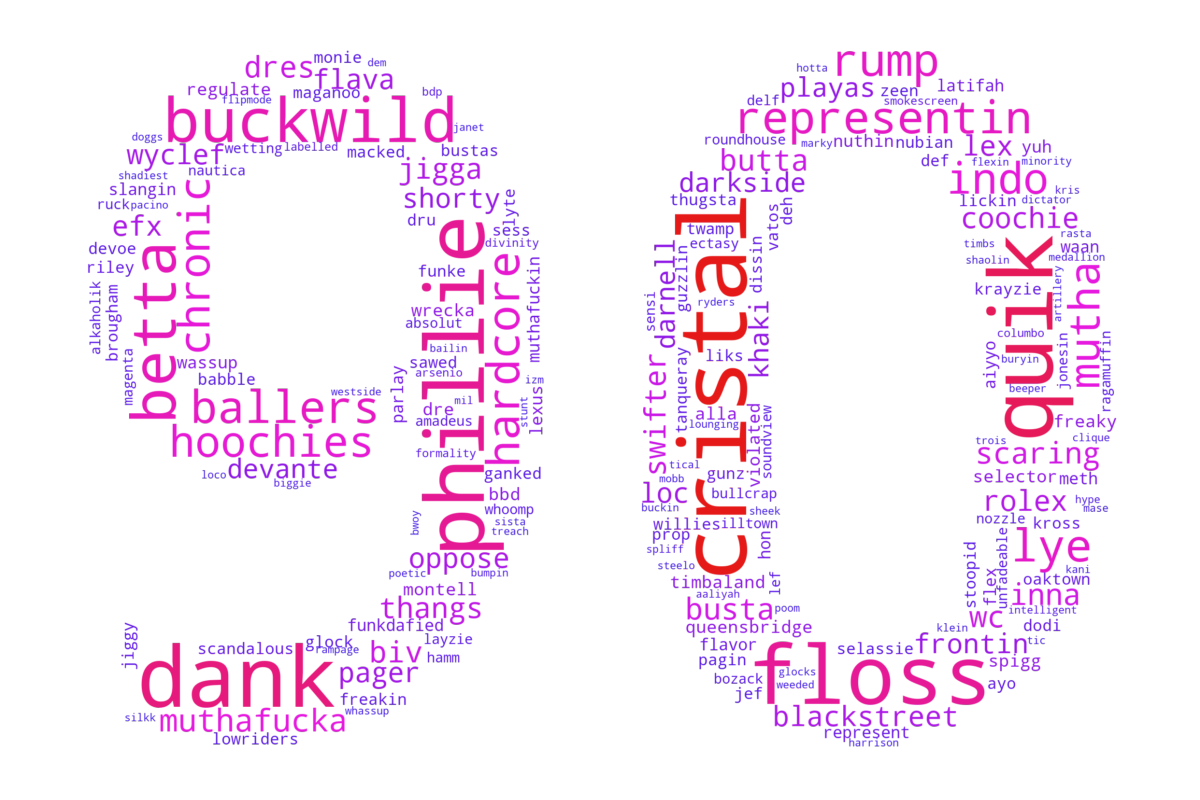 monie
dem
dres
flava
regulate
maganoo
bdp
flipmode
buckwild
janet
doggs
wyclef
wetting
labelled
macked
bustas
shadiest
nautica
jigga
slangin
chronic
shorty
lyte
ruck
pacino
efx
dru
sess
devoe
betta
phillie
divinity
riley
funke
hardcore
muthafuckin
alkaholik
brougham
wrecka
absolut
bailin
wassup
sawed
arsenio
magenta
babble
westside
parlay
izm
lexus
stunt
ballers
dre
mil
amadeus
hoochies
formality
devante
loco
biggie
ganked
bbd
whoomp
bwoy
sista
treach
oppose
poetic
bumpin
montell
thangs
funkdafied
jiggy
scandalous
glock
rampage
layzie
biv
hamm
dank
pager
freakin
silkk
muthafucka
whassup
lowriders
hotta
rump
playas
zeen
latifah
delf
smokescreen
representin
roundhouse
marky
nuthin
nubian
lex
yuh
butta
def
flexin
minority
darkside
indo
kris
thugsta
lickin
dictator
cristal
deh
vatos
coochie
twamp
ectasy
rasta
timbs
waan
darnell
guzzlin
dissin
quik
shaolin
medallion
sensi
ryders
krayzie
artillery
mutha
khaki
columbo
liks
aiyyo
buryin
jonesin
ragamuffin
swifter
tanqueray
beeper
alla
lounging
violated
soundview
freaky
trois
clique
tical
mobb
gunz
scaring
selector
meth
loc
bullcrap
buckin
sheek
rolex
hype
mase
willies
illtown
nozzle
kross
prop
hon
spliff
lye
steelo
stoopid
flex
unfadeable
kani
timbaland
lef
oaktown
aaliyah
inna
busta
poom
intelligent
wc
queensbridge
klein
dodi
flavor
selassie
frontin
tic
pagin
glocks
floss
spigg
bozack
weeded
ayo
jef
blackstreet
represent
harrison